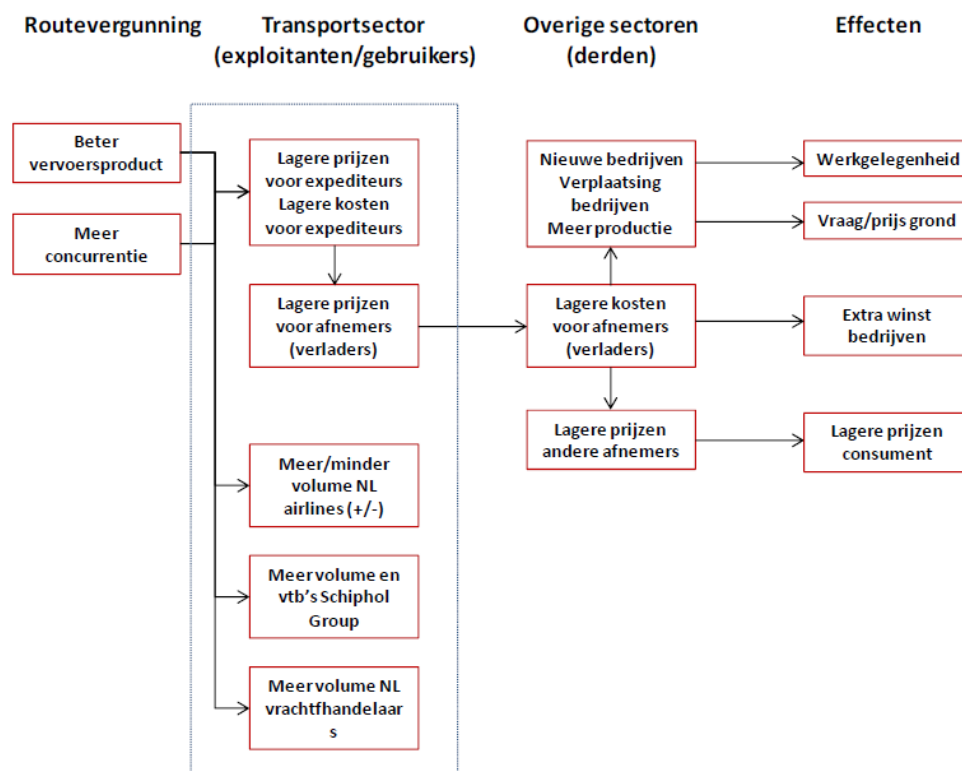 Routevergunning
Transportsector
(exploitanten/gebruikers)
Overige sectoren
(derden)
Effecten
Beter
vervoersproduct
Meer
concurrentie
Lagere prijzen
voor expediteurs
Lagere kosten
voor expediteurs
Lagere prijzen
voor afnemers
(verladers)
Meer/minder
volume NL
airlines (+/-)
Meer volume en
vtb's Schiphol
Group
Meer volume NL
vrachtfhandelaar
s
Nieuwe bedrijven
Verplaatsing
bedrijven
Meer productie
Lagere kosten
voor afnemers
(verladers)
Lagere prijzen
andere afnemers
Werkgelegenheid
Vraag/prijs grond
Extra winst
bedrijven
Lagere prijzen
consument